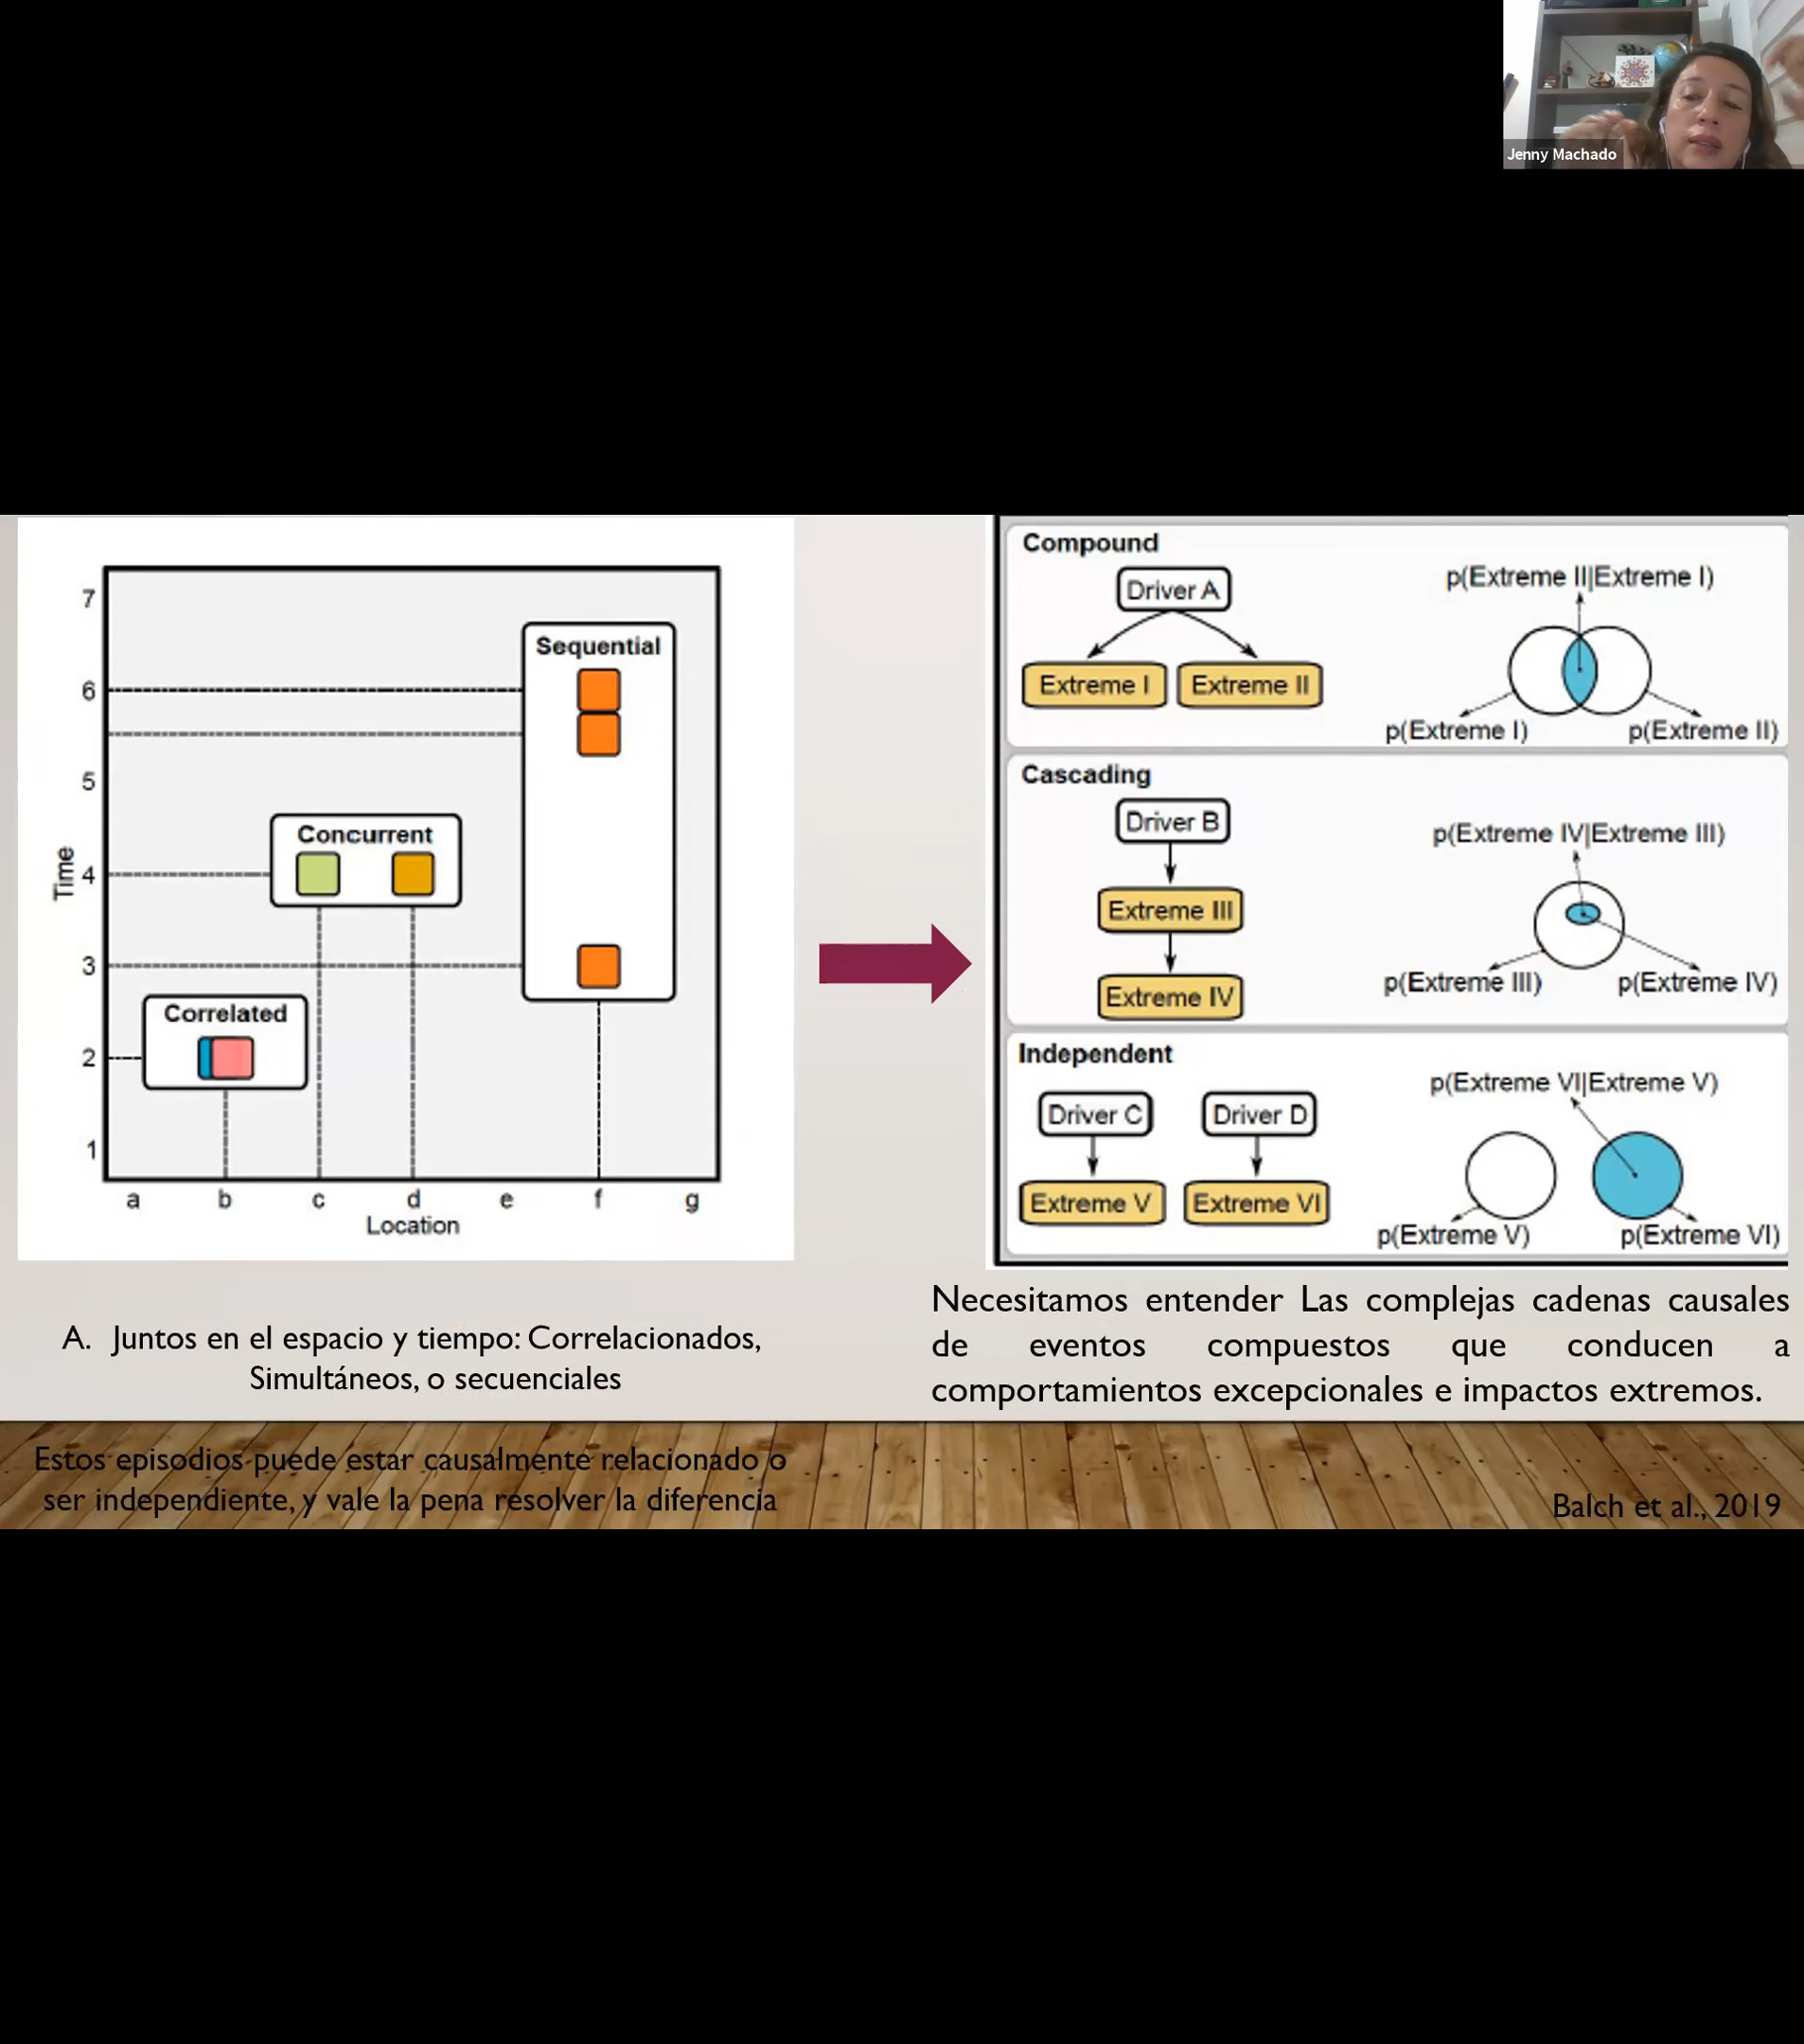 Jenny Machado
7
6
5
4
3
2
1
Time
Sequential
Concurrent
Correlated
a b c d e f g
Location
Compound
Driver A
Extreme I Extreme II
p(Extreme II|Extreme I)
p(Extreme I) p(Extreme II)
Cascading
Driver B
Extreme III
Extreme IV
p(Extreme IV|Extreme III)
p(Extreme III) p(Extreme IV)
Independent
Driver C Driver D
Extreme V Extreme VI
p(Extreme VI|Extreme V)
p(Extreme V) p(Extreme VI)
A. Juntos en el espacio y tiempo: Correlacionados,
Simultáneos, o secuenciales
Necesitamos entender Las complejas cadenas causales
de eventos compuestos que conducen a
comportamientos excepcionales e impactos extremos.
Estos episodios puede estar causalmente relacionado o
ser independiente, y vale la pena resolver la diferencia
Balch et al., 2019